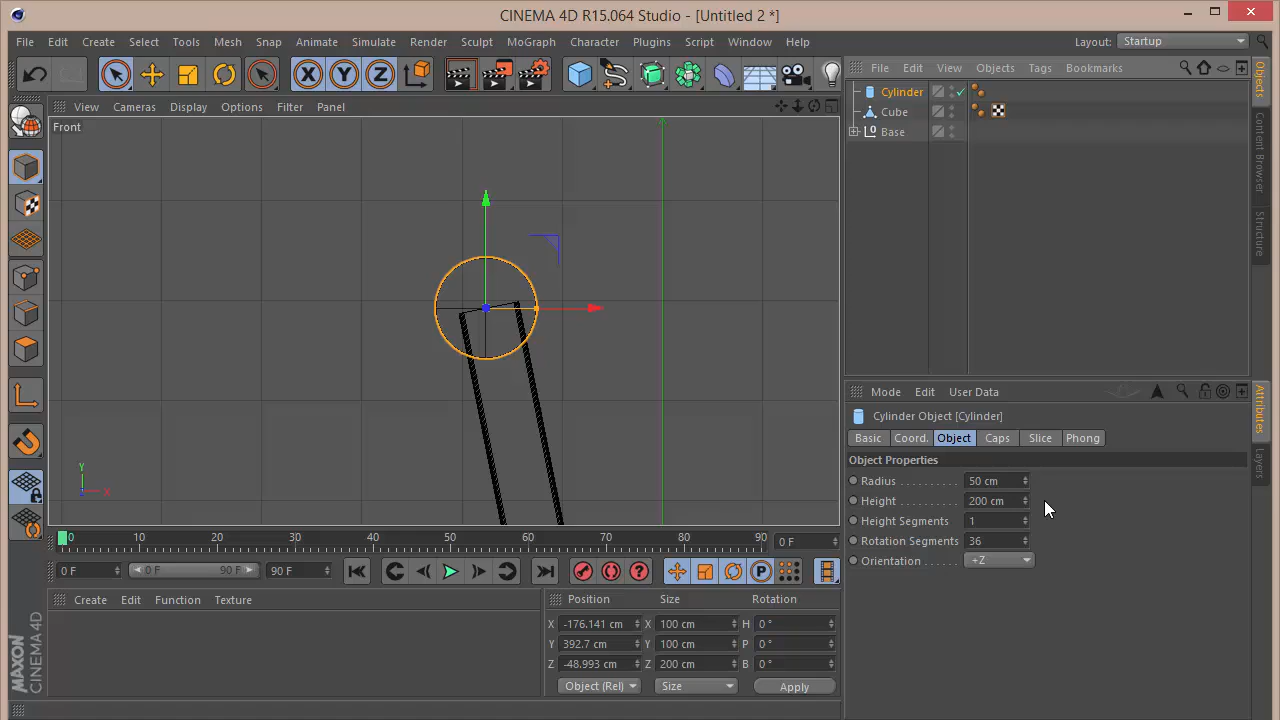 CINEMA 4D R15.064 Studio - [Untitled 2 *]
File Edit Create Select Tools Mesh Snap Animate Simulate Render Sculpt MoGraph Character Plugins Script Window Help
Layout: Startup
X Y Z
File Edit View Objects Tags Bookmarks
View Cameras Display Options Filter Panel
Front
Cylinder
Cube
Base
Y
X
Objects
Content Browser
Structure
Attributes
Layers
Mode Edit User Data
Cylinder Object [Cylinder]
Basic Coord. Object Caps Slice Phong
Object Properties
Radius . . . . . . . . . . 50 cm
Height . . . . . . . . . . 200 cm
Height Segments 1
Rotation Segments 36
Orientation . . . . . . +Z
0 10 20 30 40 50 60 70 80 90 0 F
0 F 0 F 90 F 90 F
P
Create Edit Function Texture
Position Size Rotation
X -176.141 cm X 100 cm H 0 °
Y 392.7 cm Y 100 cm P 0 °
Z -48.993 cm Z 200 cm B 0 °
Object (Rel) Size Apply
MAXON
CINEMA 4D